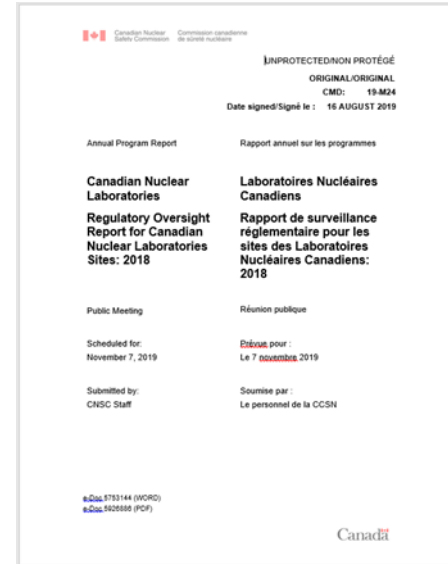 Canadian Nuclear Safety Commission
Commission canadienne de sûreté nucléaire
UNPROTECTED/NON PROTÉGÉ
ORIGINAL/ORIGINAL
CMD: 19-M24
Date signed/Signé le : 16 AUGUST 2019
Annual Program Report
Rapport annuel sur les programmes
Canadian Nuclear
Laboratories
Regulatory Oversight
Report for Canadian
Nuclear Laboratories
Sites: 2018
Laboratoires Nucléaires
Canadiens
Rapport de surveillance
réglementaire pour les
sites des Laboratoires
Nucléaires Canadiens:
2018
Public Meeting
Réunion publique
Scheduled for:
November 7, 2019
Prévue pour :
Le 7 novembre 2019
Submitted by:
CNSC Staff
Soumise par :
Le personnel de la CCSN
e-Doc 5753144 (WORD)
e-Doc 5926886 (PDF)
Canada